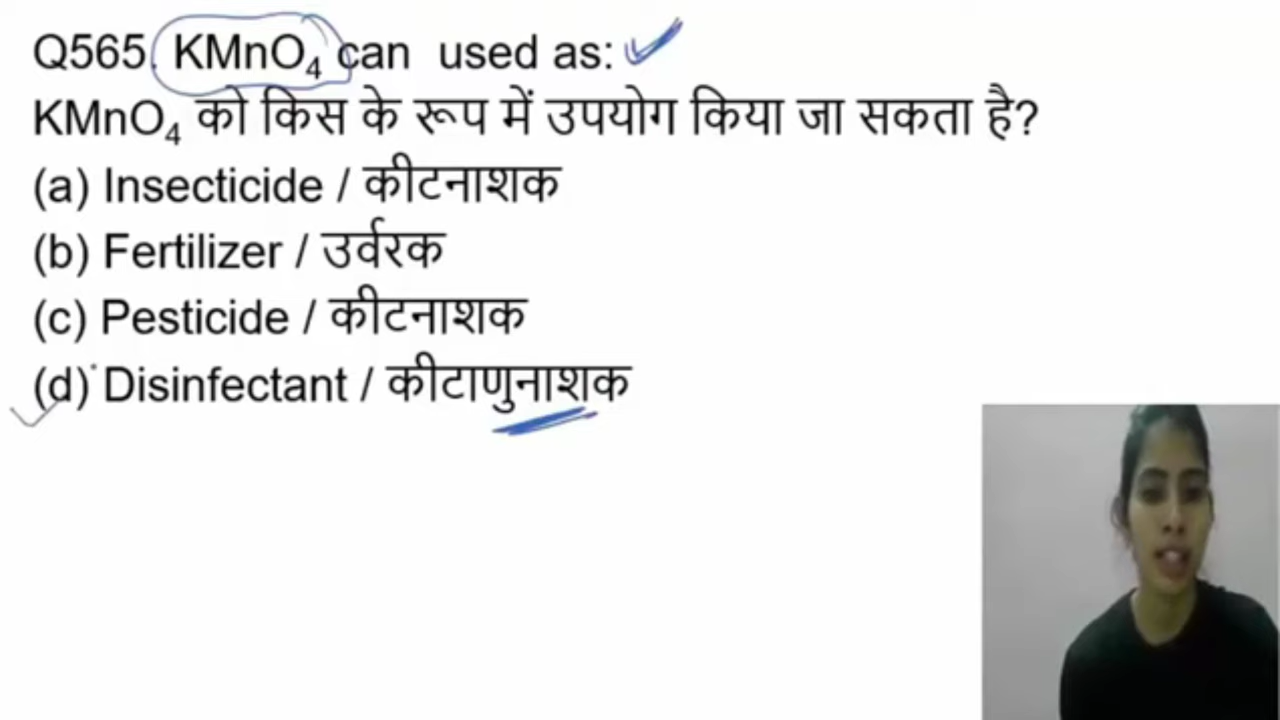 Q565. KMnO₄ can used as:
KMnO₄ को किस के रूप में उपयोग किया जा सकता है?
(a) Insecticide / कीटनाशक
(b) Fertilizer / उर्वरक
(c) Pesticide / कीटनाशक
(d) Disinfectant / कीटाणुनाशक